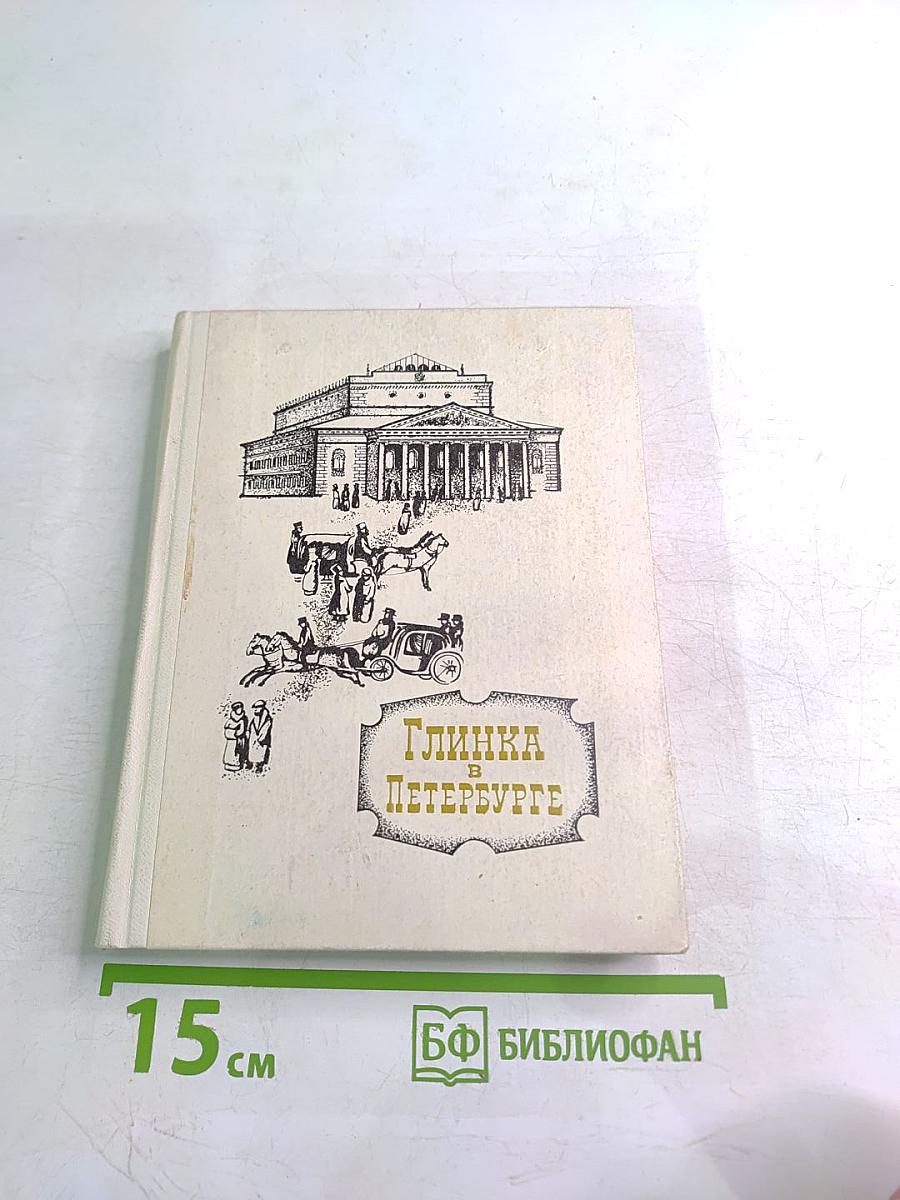 Глинка
в
Петербурге
15 см
БФ БИБЛИОФАН